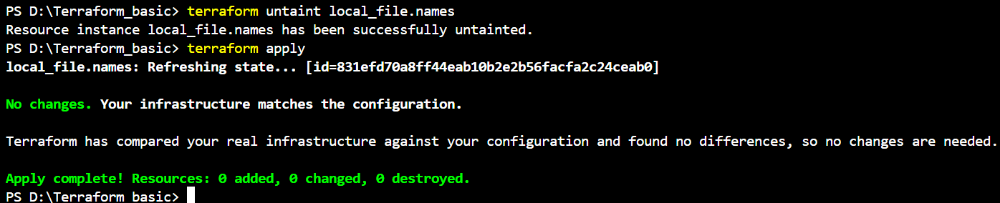 PS D:\Terraform_basic> terraform untaint local_file.names
Resource instance local_file.names has been successfully untainted.
PS D:\Terraform_basic> terraform apply
local_file.names: Refreshing state... [id=831efd70a8ff44eab10b2e2b56facfa2c24ceab0]
No changes. Your infrastructure matches the configuration.
Terraform has compared your real infrastructure against your configuration and found no differences, so no changes are needed.
Apply complete! Resources: 0 added, 0 changed, 0 destroyed.
PS D:\Terraform_basic>